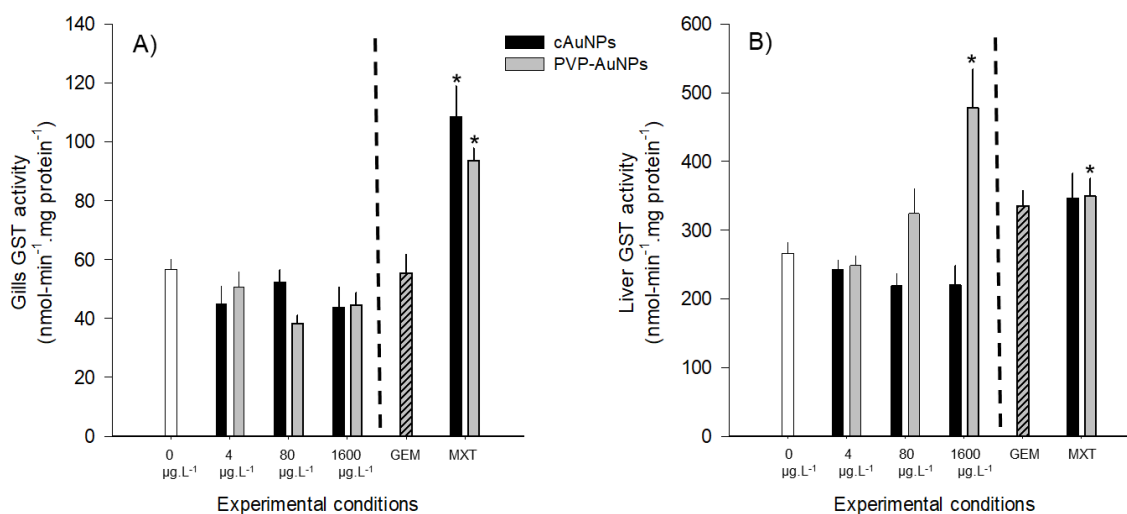 A)
Gills GST activity
(nmol-min⁻¹.mg protein⁻¹)
140
120
100
80
60
40
20
0
* *
0 4 80 1600 GEM MXT
µg.L⁻¹ µg.L⁻¹ µg.L⁻¹ µg.L⁻¹
Experimental conditions
cAuNPs
PVP-AuNPs
B)
Liver GST activity
(nmol-min⁻¹.mg protein⁻¹)
600
500
400
300
200
100
0
* *
0 4 80 1600 GEM MXT
µg.L⁻¹ µg.L⁻¹ µg.L⁻¹ µg.L⁻¹
Experimental conditions